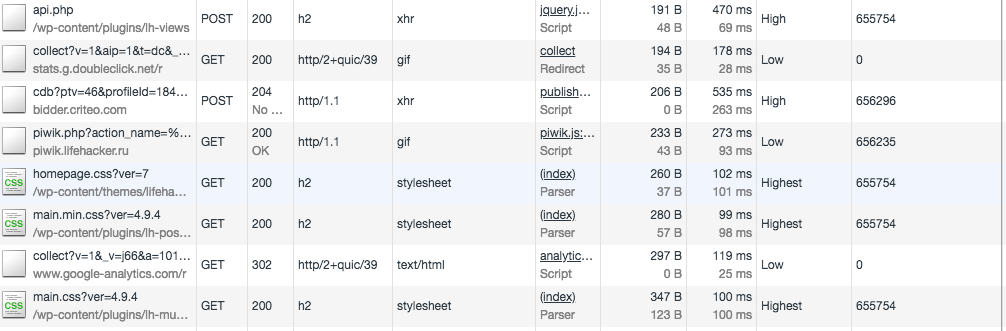 api.php POST 200 h2 xhr jquery.j... 191 B 470 ms High 655754
/wp-content/plugins/lh-views Script 48 B 69 ms
collect?v=1&aip=1&t=dc&_... GET 200 http/2+quic/39 gif collect 194 B 178 ms Low 0
stats.g.doubleclick.net/r Redirect 35 B 28 ms
cdb?ptv=46&profileId=184... POST 204 http/1.1 xhr publish... 206 B 535 ms High 656296
bidder.criteo.com No ... Script 0 B 263 ms
piwik.php?action_name=%... GET 200 http/1.1 gif piwik.js:... 233 B 273 ms Low 656235
piwik.lifehacker.ru OK Script 43 B 93 ms
homepage.css?ver=7 GET 200 h2 stylesheet (index) 260 B 102 ms Highest 655754
CSS /wp-content/themes/lifeha... Parser 37 B 101 ms
main.min.css?ver=4.9.4 GET 200 h2 stylesheet (index) 280 B 99 ms Highest 655754
CSS /wp-content/plugins/lh-pos... Parser 57 B 98 ms
collect?v=1&_v=j66&a=101... GET 302 http/2+quic/39 text/html analytic... 297 B 119 ms Low 0
www.google-analytics.com/r Script 0 B 25 ms
main.css?ver=4.9.4 GET 200 h2 stylesheet (index) 347 B 100 ms Highest 655754
CSS /wp-content/plugins/lh-mu... Parser 123 B 100 ms